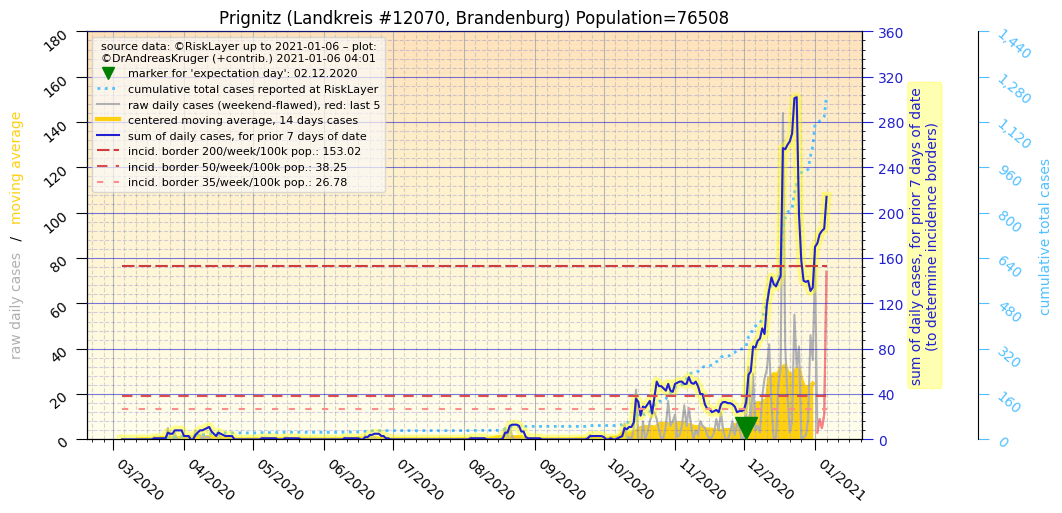 Prignitz (Landkreis #12070, Brandenburg) Population=76508
source data: ©RiskLayer up to 2021-01-06 – plot:
©DrAndreasKruger (+contrib.) 2021-01-06 04:01
marker for 'expectation day': 02.12.2020
cumulative total cases reported at RiskLayer
raw daily cases (weekend-flawed), red: last 5
centered moving average, 14 days cases
sum of daily cases, for prior 7 days of date
incid. border 200/week/100k pop.: 153.02
incid. border 50/week/100k pop.: 38.25
incid. border 35/week/100k pop.: 26.78
raw daily cases / moving average
180
160
140
120
100
80
60
40
20
0
03/2020
04/2020
05/2020
06/2020
07/2020
08/2020
09/2020
10/2020
11/2020
12/2020
01/2021
360
320
280
240
200
160
120
80
40
0
sum of daily cases, for prior 7 days of date
(to determine incidence borders)
1,440
1,280
1,120
960
800
640
480
320
160
0
cumulative total cases